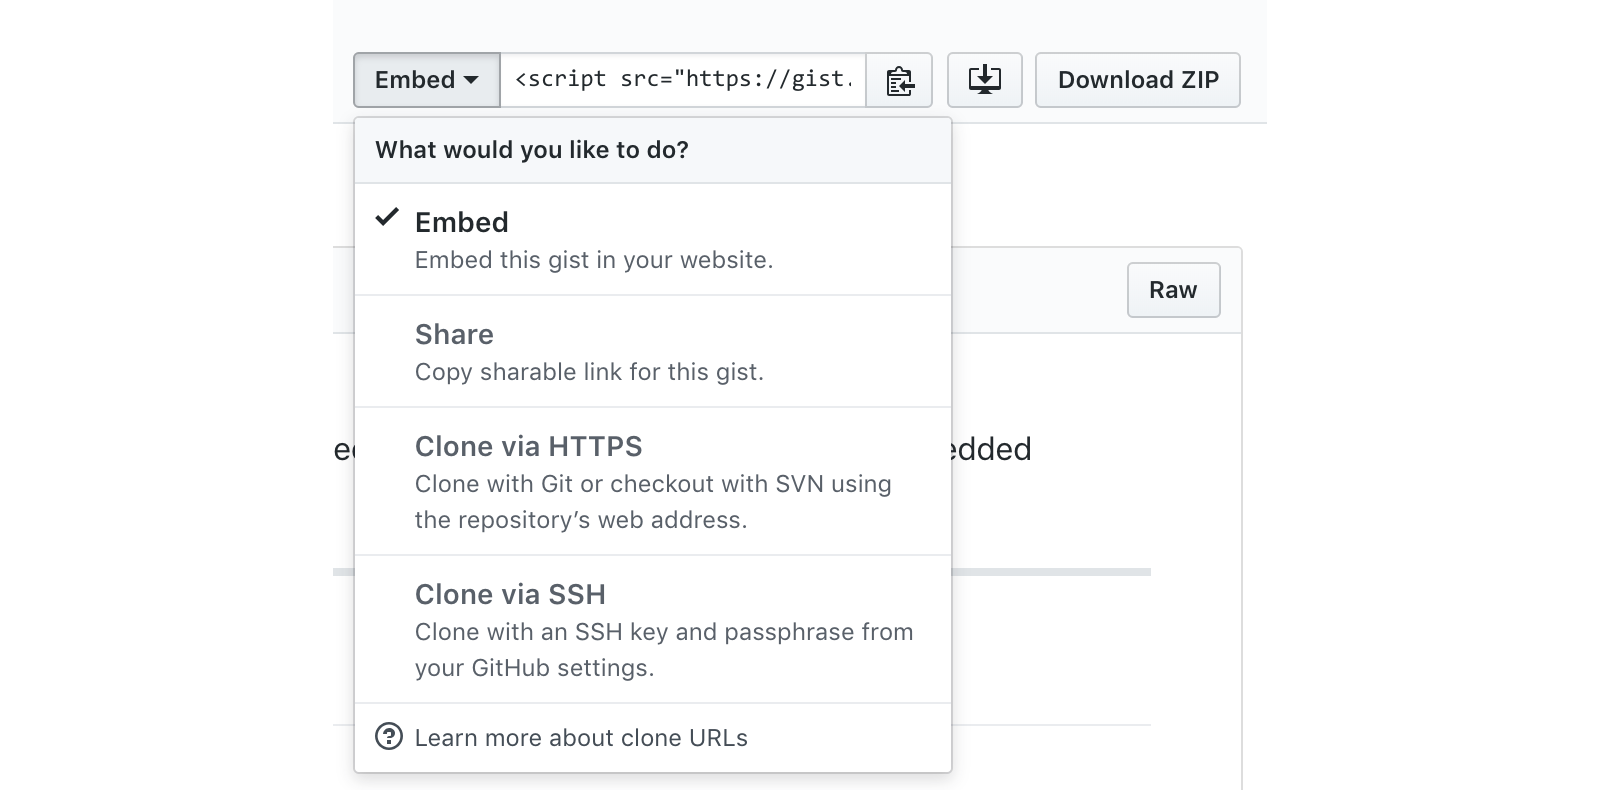 Embed <script src="https://gist. Download ZIP
What would you like to do?
Embed
Embed this gist in your website.
Raw
Share
Copy sharable link for this gist.
Clone via HTTPS
edded
Clone with Git or checkout with SVN using
the repository’s web address.
Clone via SSH
Clone with an SSH key and passphrase from
your GitHub settings.
Learn more about clone URLs